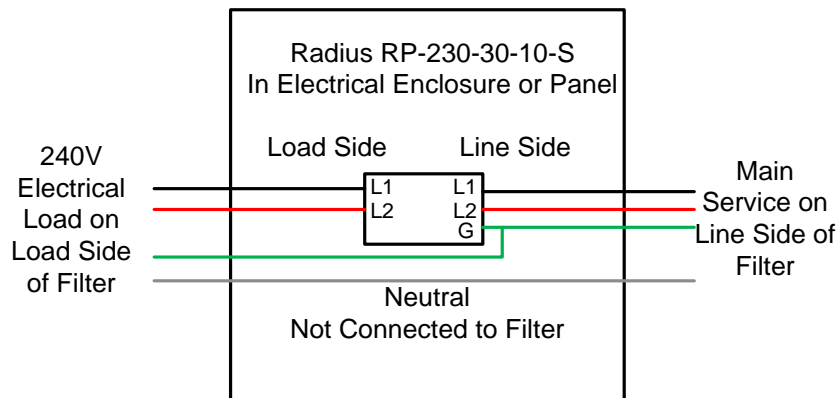 Radius RP-230-30-10-S
In Electrical Enclosure or Panel
Load Side
Line Side
240V
Electrical
Load on
Load Side
of Filter
L1
L2
L1
L2
G
Main
Service on
Line Side of
Filter
Neutral
Not Connected to Filter